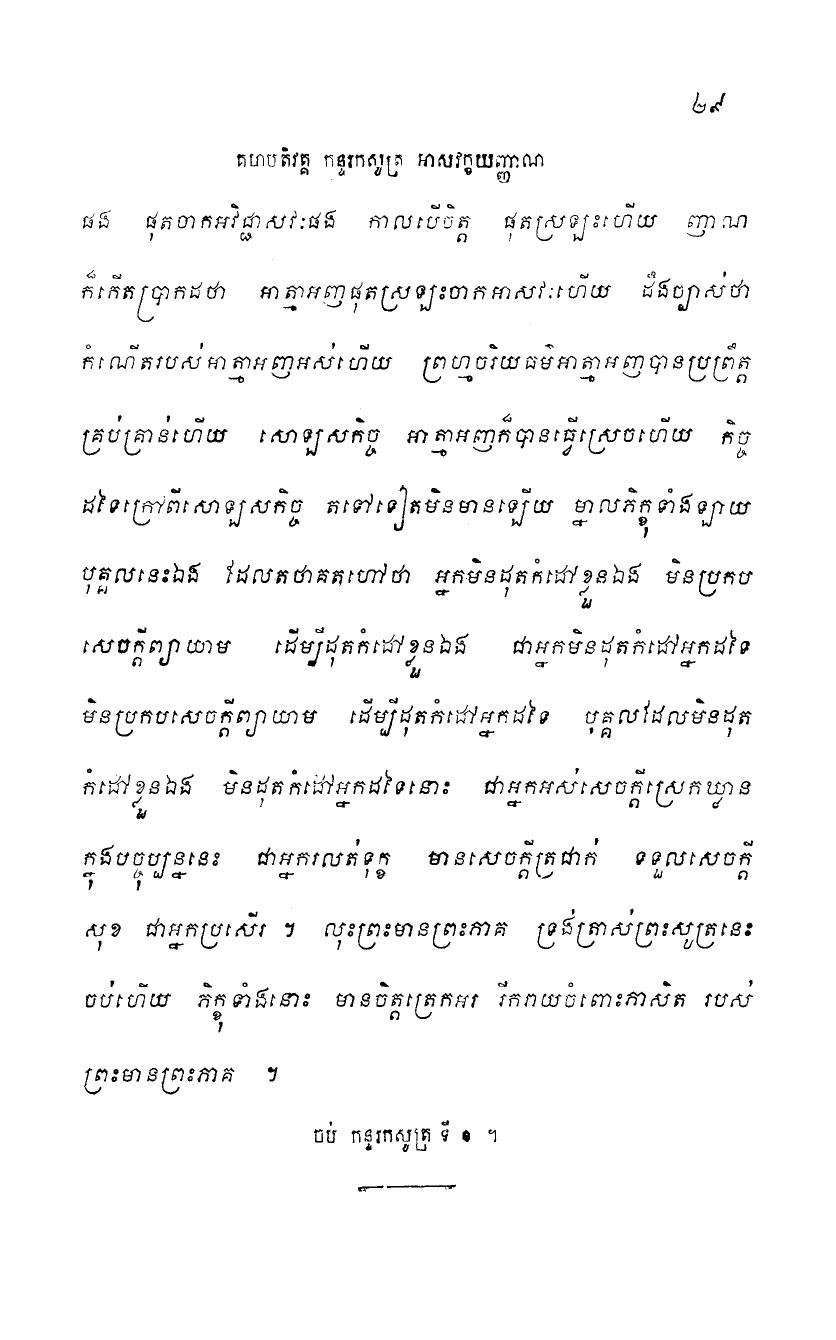 ២៩
គហបតិវគ្គ កន្ទរកសូត្រ អាសវក្ខយញ្ញាណ
ផង ផុតចាកអវិជ្ជាសវៈផង កាលបើចិត្ត ផុតស្រឡះហើយ ញាណ
ក៏កើតប្រាកដថា អាត្មាអញផុតស្រឡះចាកអាសវៈហើយ ដឹងច្បាស់ថា
កំណើតរបស់អាត្មាអញអស់ហើយ ព្រហ្មចរិយធម៌អាត្មាអញបានប្រព្រឹត្ត
គ្រប់គ្រាន់ហើយ សោឡសកិច្ច អាត្មាអញក៏បានធ្វើស្រេចហើយ កិច្ច
ដទៃក្រៅពីសោឡសកិច្ច តទៅទៀតមិនមានឡើយ ម្នាលភិក្ខុទាំងឡាយ
បុគ្គលនេះឯង ដែលតថាគតហៅថា អ្នកមិនដុតកំដៅខ្លួនឯង មិនប្រកប
សេចក្តីព្យាយាម ដើម្បីដុតកំដៅខ្លួនឯង ជាអ្នកមិនដុតកំដៅអ្នកដទៃ
មិនប្រកបសេចក្តីព្យាយាម ដើម្បីដុតកំដៅអ្នកដទៃ បុគ្គលដែលមិនដុត
កំដៅខ្លួនឯង មិនដុតកំដៅអ្នកដទៃនោះ ជាអ្នកអស់សេចក្តីស្រេកឃ្លាន
ក្នុងបច្ចុប្បន្ននេះ ជាអ្នករលត់ទុក្ខ មានសេចក្តីត្រជាក់ ទទួលសេចក្តី
សុខ ជាអ្នកប្រសើរ ។ លុះព្រះមានព្រះភាគ ទ្រង់ត្រាស់ព្រះសូត្រនេះ
ចប់ហើយ ភិក្ខុទាំងនោះ មានចិត្តត្រេកអរ រីករាយចំពោះភាសិត របស់
ព្រះមានព្រះភាគ ។
ចប់ កន្ទរកសូត្រ ទី ១ ។